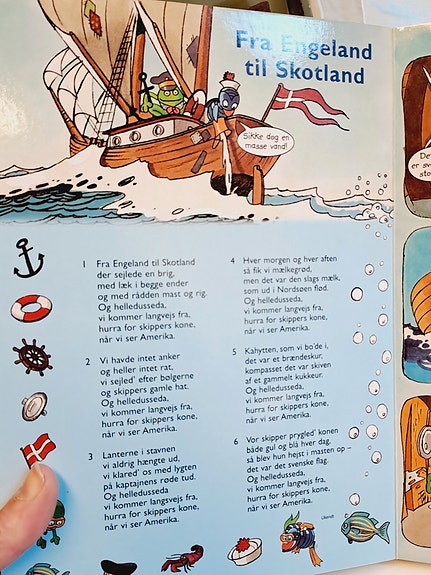 Fra Engeland
til Skotland
Sikke dog en
masse vand!
1 Fra Engeland til Skotland
der sejlede en brig,
med læk i begge ender
og med rådden mast og rig.
Og helledusseda,
vi kommer langvejs fra,
hurra for skippers kone,
når vi ser Amerika.
2 Vi havde intet anker
og heller intet rat,
vi sejled' efter bølgerne
og skippers gamle hat.
Og helledusseda,
vi kommer langvejs fra,
hurra for skippers kone,
når vi ser Amerika.
3 Lanterne i stavnen
vi aldrig hængte ud,
vi klared' os med lygten
på kaptajnens røde tud.
Og helledusseda
vi kommer langvejs fra,
hurra for skippers kone,
når vi ser Amerika.
4 Hver morgen og hver aften
så fik vi mælkegrød,
men det var den slags mælk,
som ud i Nordsøen flød.
Og helledusseda,
vi kommer langvejs fra,
hurra for skippers kone,
når vi ser Amerika.
5 Kahytten, som vi bo'de i,
det var et brændeskur,
kompasset det var skiven
af et gammelt kukkeur.
Og helledusseda,
vi kommer langvejs fra,
hurra for skippers kone,
når vi ser Amerika.
6 Vor skipper prygled' konen
både gul og blå hver dag,
så blev hun hejst i masten op –
det var det svenske flag.
Og helledusseda,
vi kommer langvejs fra,
hurra for skippers kone,
når vi ser Amerika.
Ukendt
er